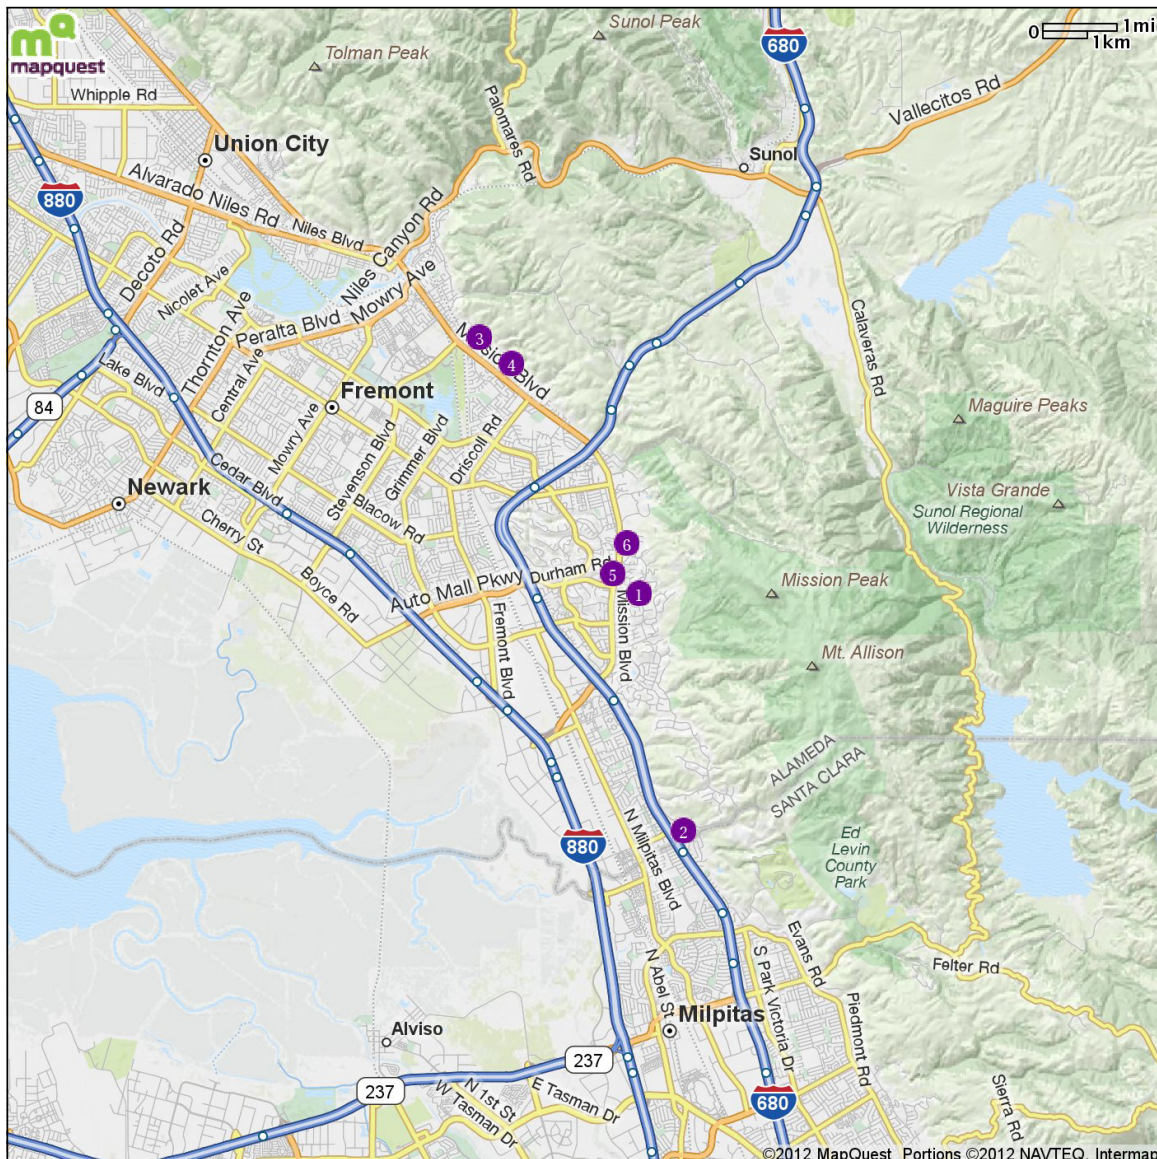 mapquest
Tolman Peak
Sunol Peak
680
0 1mi
1km
Whipple Rd
Palomares Rd
Vallecitos Rd
Union City
Sunol
880
Alvarado Niles Rd
Niles Blvd
Niles Canyon Rd
Decoto Rd
Nicolet Ave
Mowry Ave
Thornton Ave
Peralta Blvd
Calaveras Rd
3
4
Mission Blvd
Lake Blvd
Central Ave
84
Fremont
Maguire Peaks
Mowry Ave
Stevenson Blvd
Grimmer Blvd
Driscoll Rd
Newark
Cedar Blvd
Blacow Rd
Vista Grande
Sunol Regional
Wilderness
Cherry St
Boyce Rd
6
5
1
Auto Mall Pkwy
Durham Rd
Mission Peak
Fremont Blvd
Mission Blvd
Mt. Allison
ALAMEDA
SANTA CLARA
2
N Milpitas Blvd
880
Ed
Levin
County
Park
Evans Rd
S Park Victoria Dr
Felter Rd
N Abel St
Piedmont Rd
Milpitas
Alviso
237
237
N 1st St
W Tasman Dr
E Tasman Dr
680
Sierra Rd
©2012 MapQuest Portions ©2012 NAVTEQ, Intermap